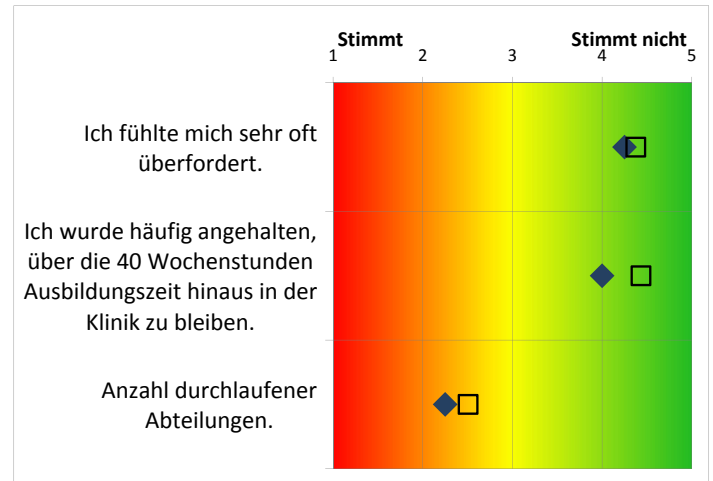 Stimmt Stimmt nicht
1 2 3 4 5
Ich fühlte mich sehr oft
überfordert.
Ich wurde häufig angehalten,
über die 40 Wochenstunden
Ausbildungszeit hinaus in der
Klinik zu bleiben.
Anzahl durchlaufener
Abteilungen.